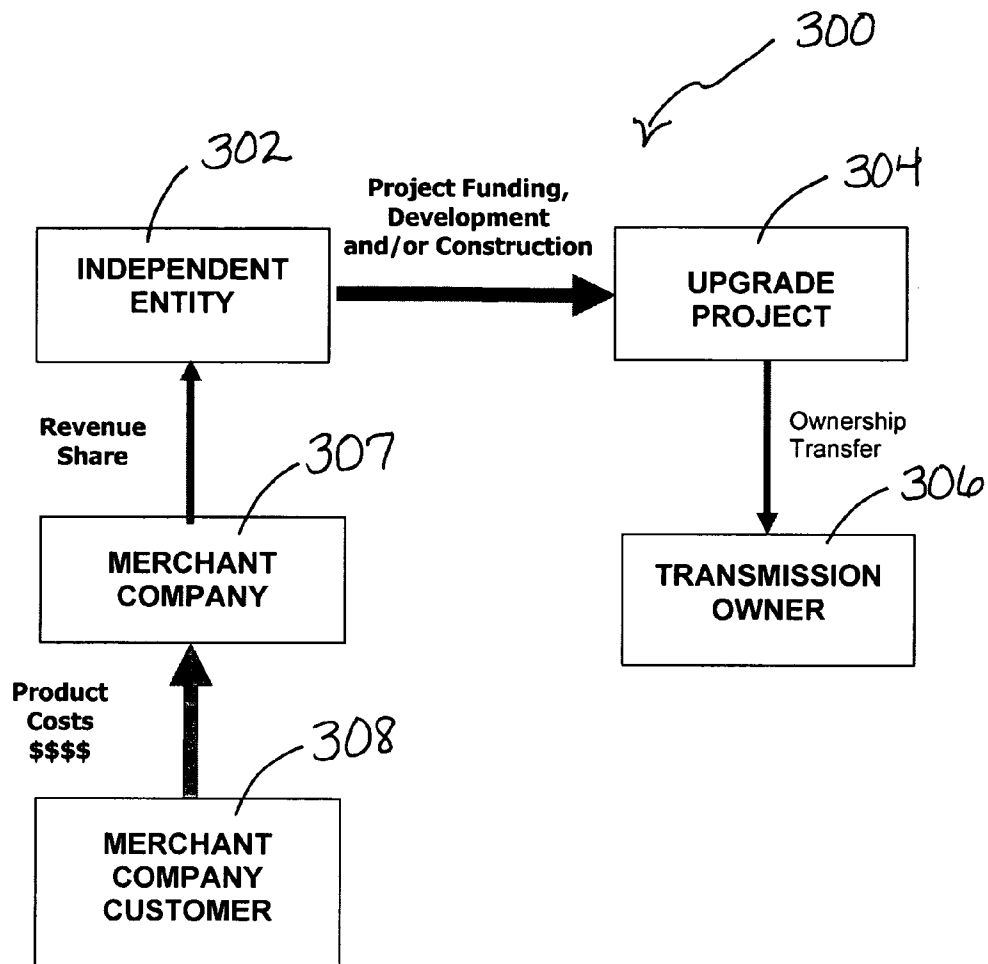 300
302
304
Project Funding,
Development
and/or Construction
INDEPENDENT
ENTITY
UPGRADE
PROJECT
Revenue
Share
307
Ownership
Transfer
306
MERCHANT
COMPANY
TRANSMISSION
OWNER
Product
Costs
$$$$
308
MERCHANT
COMPANY
CUSTOMER